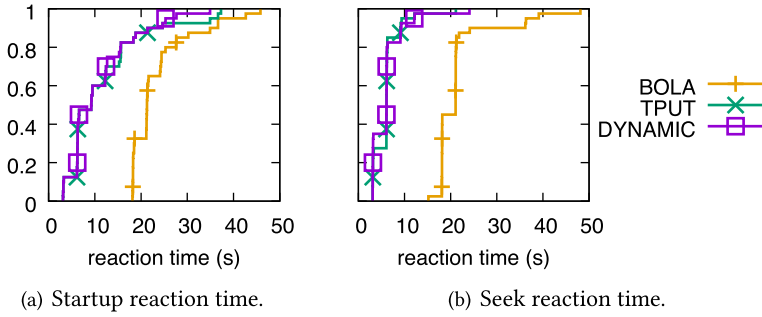 1
0.8
0.6
0.4
0.2
0
0 10 20 30 40 50
reaction time (s)
(a) Startup reaction time.
0 10 20 30 40 50
reaction time (s)
(b) Seek reaction time.
BOLA
TPUT
DYNAMIC